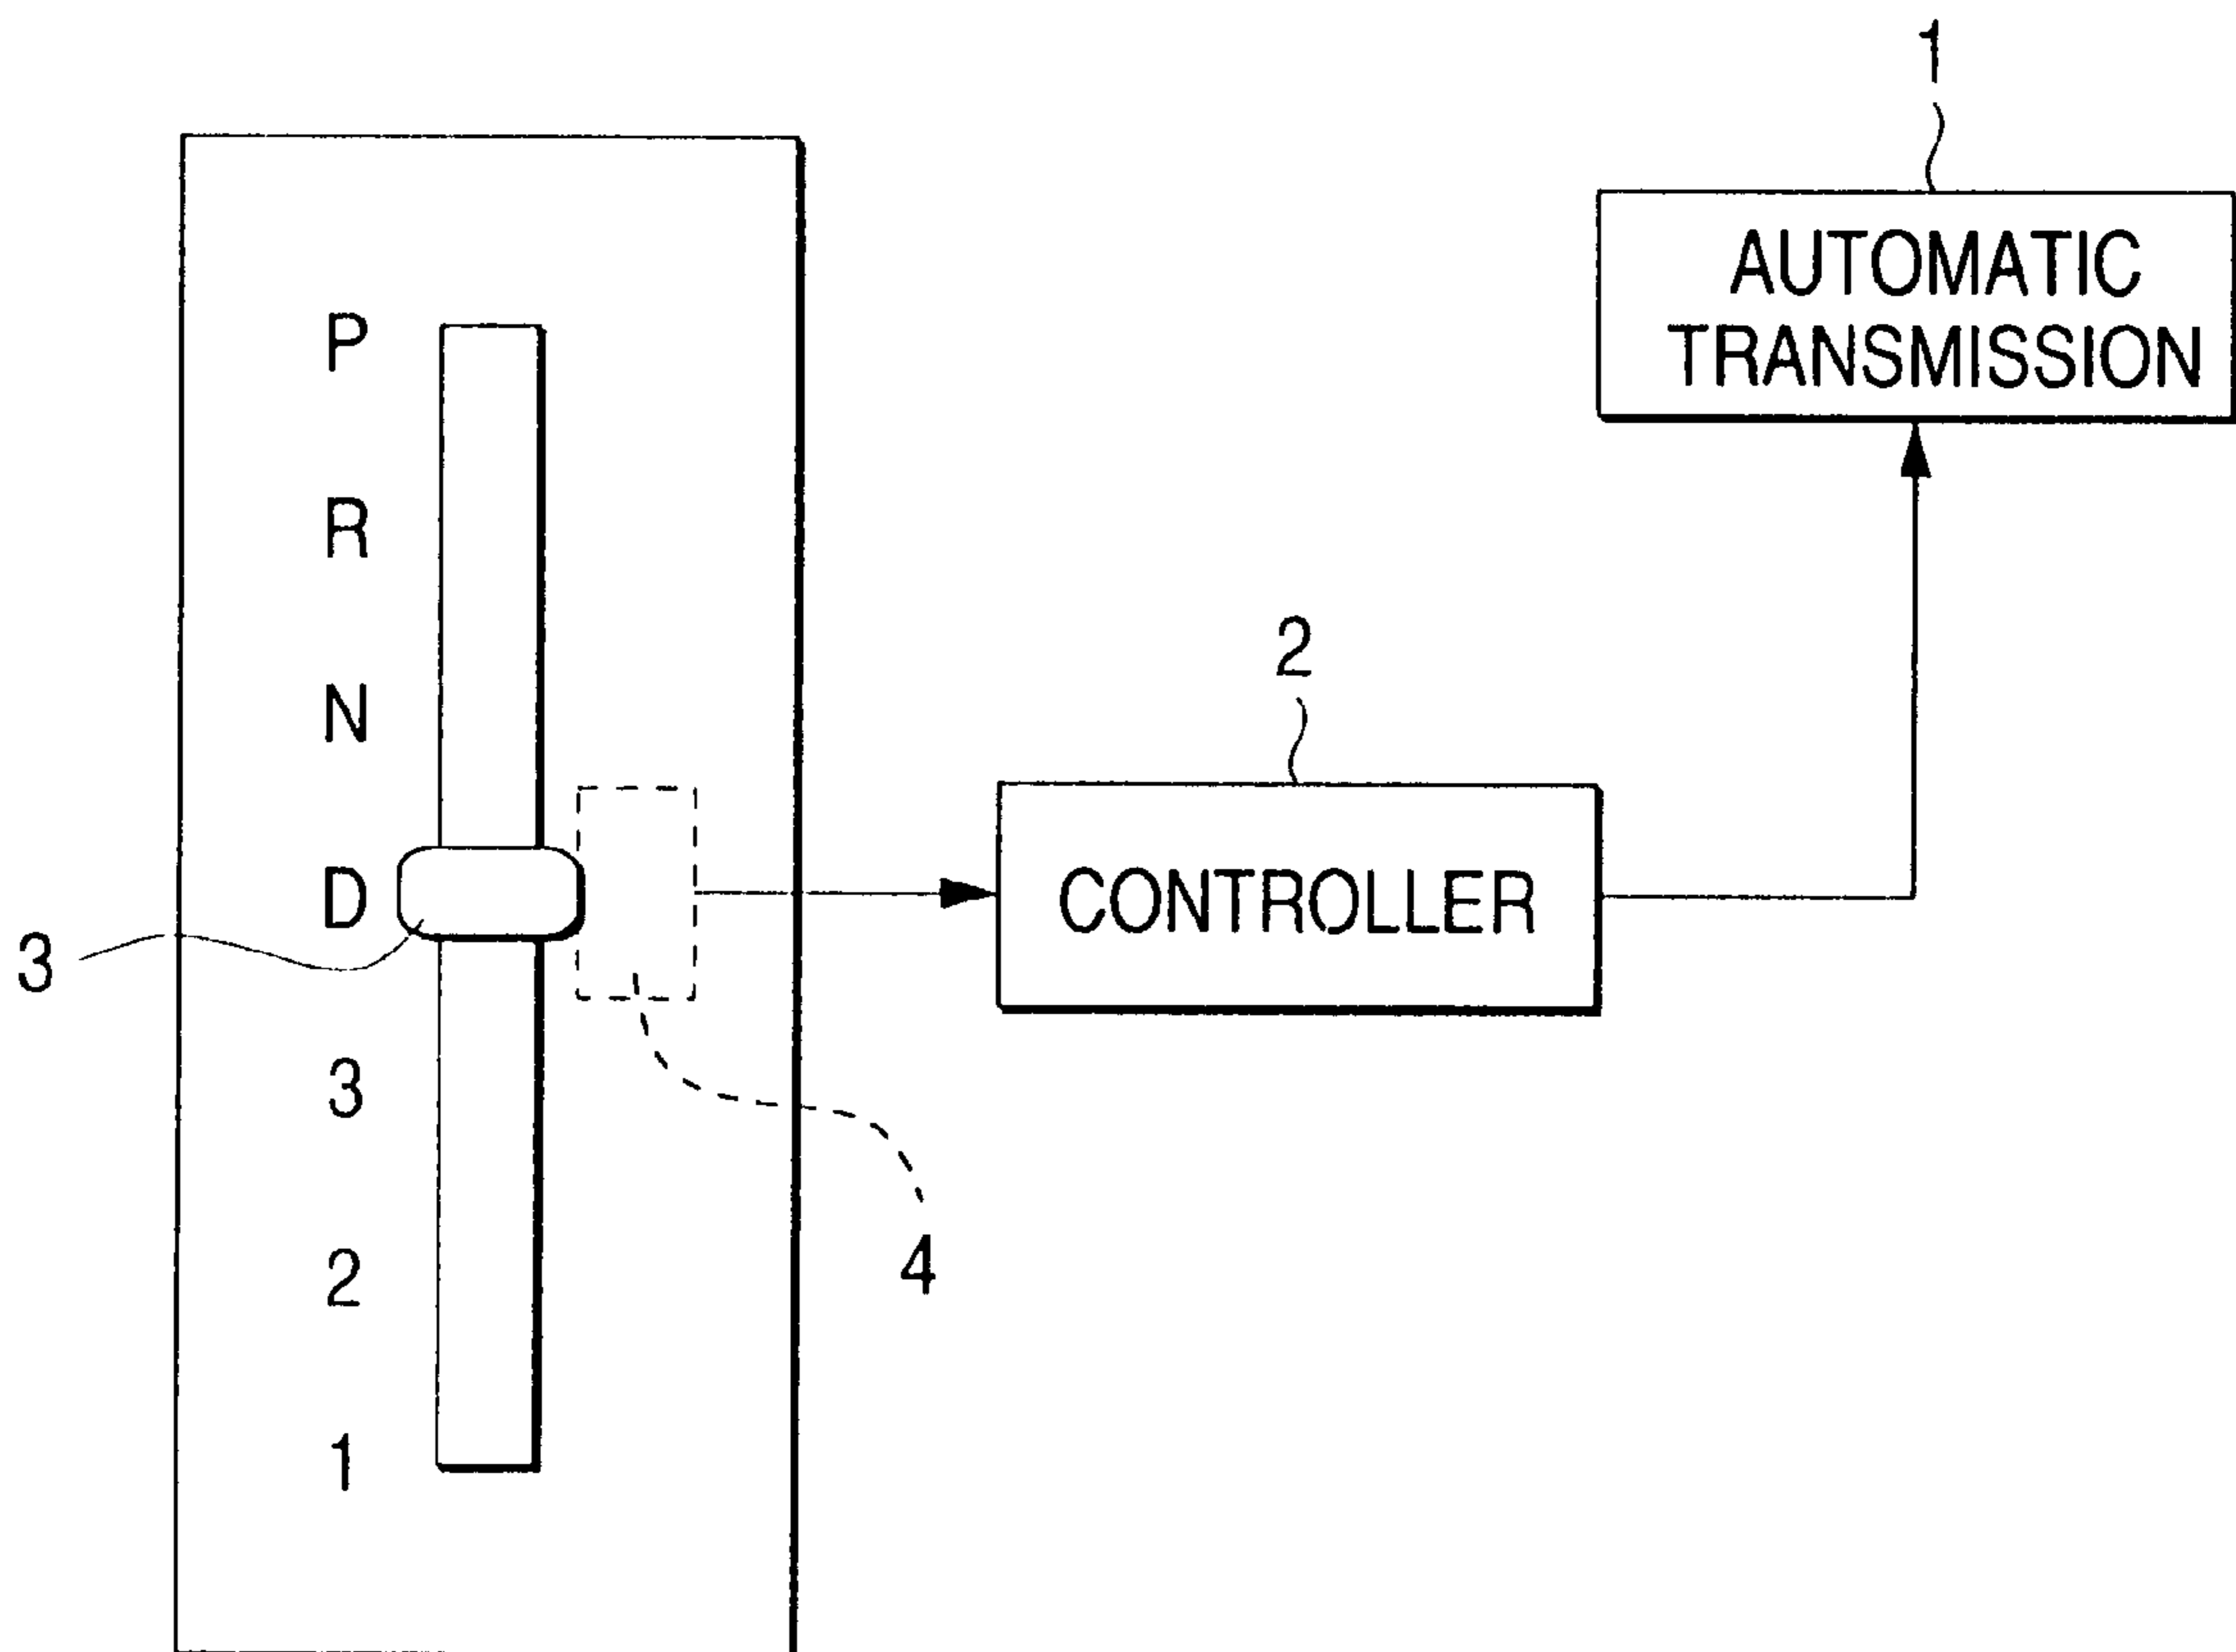 1
AUTOMATIC
TRANSMISSION
P
R
N
D
3
2
1
3
2
CONTROLLER
4